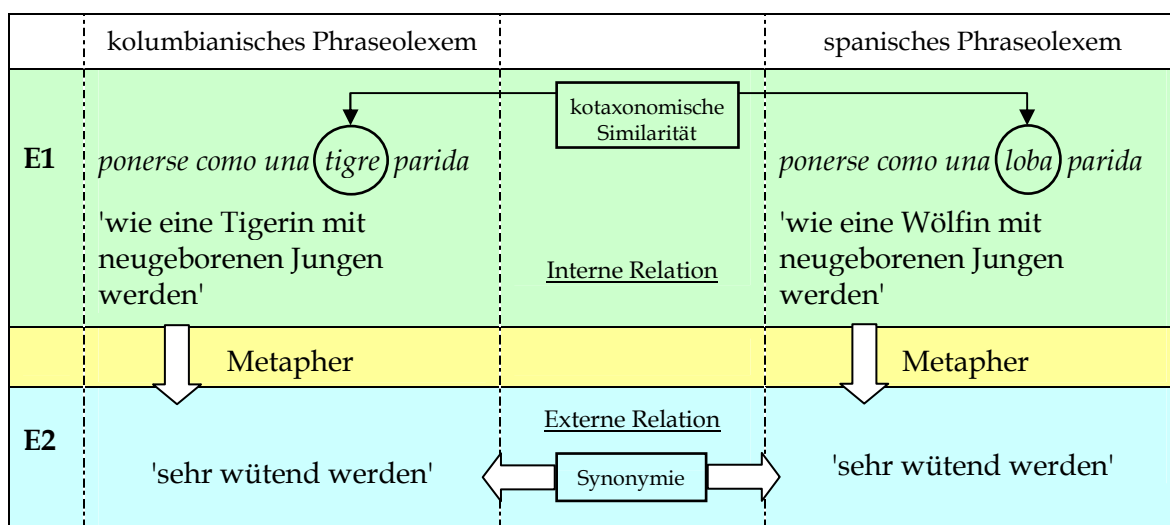 kolumbianisches Phraseolexem
spanisches Phraseolexem
E1
kotaxonomische
Similarität
ponerse como una tigre parida
ponerse como una loba parida
'wie eine Tigerin mit
neugeborenen Jungen
werden'
Interne Relation
'wie eine Wölfin mit
neugeborenen Jungen
werden'
Metapher
Metapher
E2
Externe Relation
'sehr wütend werden'
Synonymie
'sehr wütend werden'